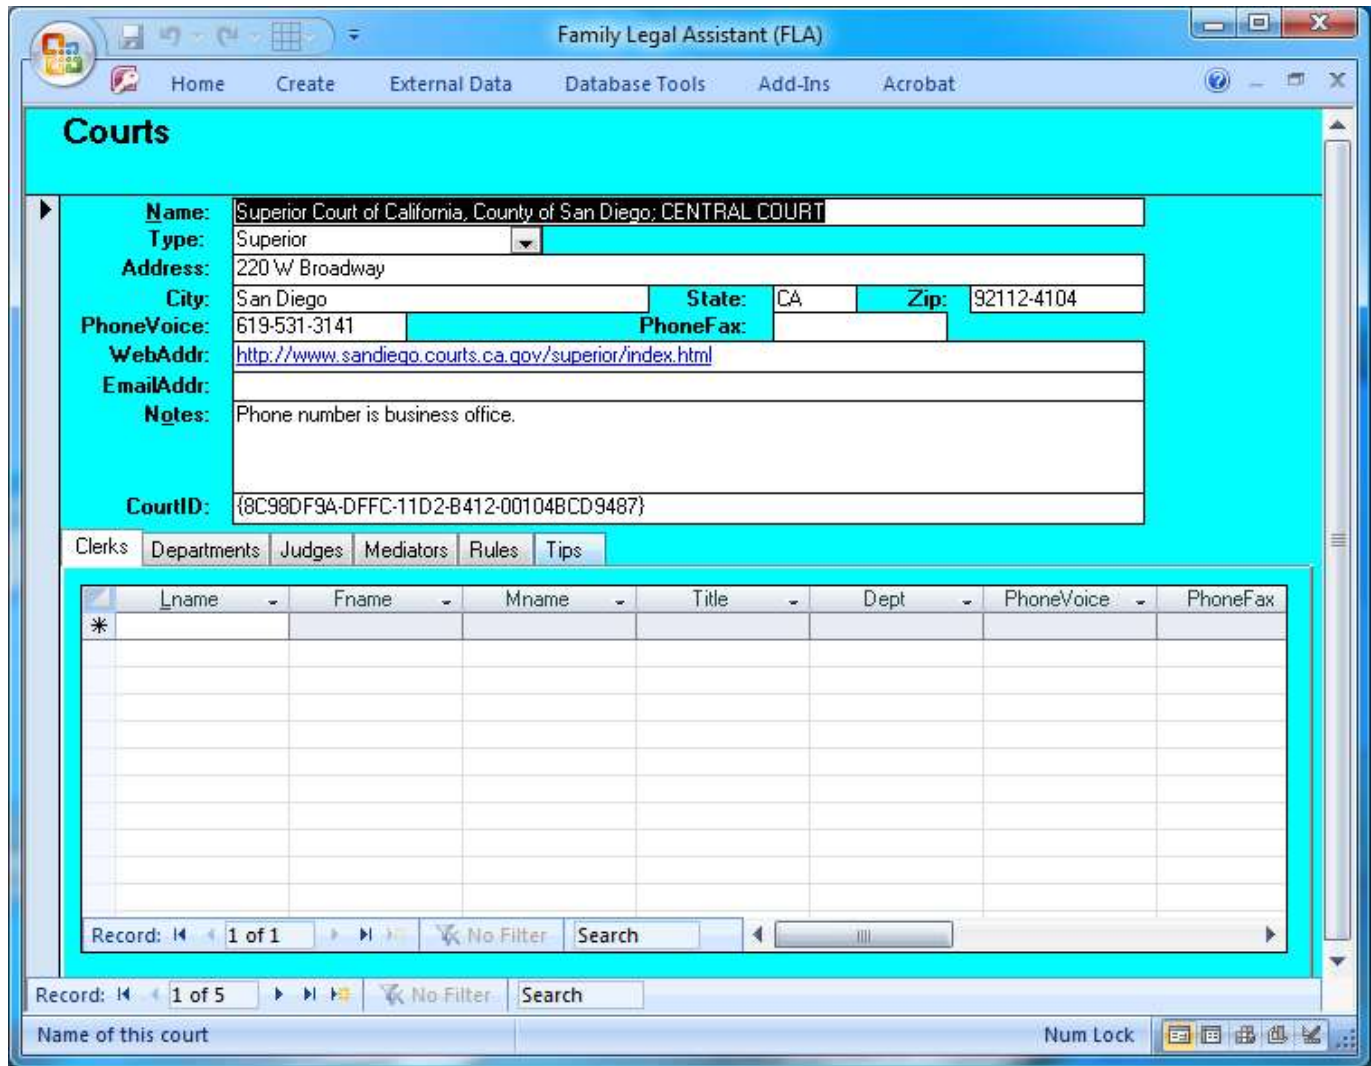 Family Legal Assistant (FLA)
Home Create External Data Database Tools Add-Ins Acrobat
Courts
Name: Superior Court of California, County of San Diego; CENTRAL COURT
Type: Superior
Address: 220 W Broadway
City: San Diego State: CA Zip: 92112-4104
PhoneVoice: 619-531-3141 PhoneFax:
WebAddr: http://www.sandiego.courts.ca.gov/superior/index.html
EmailAddr:
Notes: Phone number is business office.
CourtID: {8C98DF9A-DFFC-11D2-B412-00104BCD9487}
Clerks Departments Judges Mediators Rules Tips
Lname Fname Mname Title Dept PhoneVoice PhoneFax
Record: 1 of 1 No Filter Search
Record: 1 of 5 No Filter Search
Name of this court Num Lock